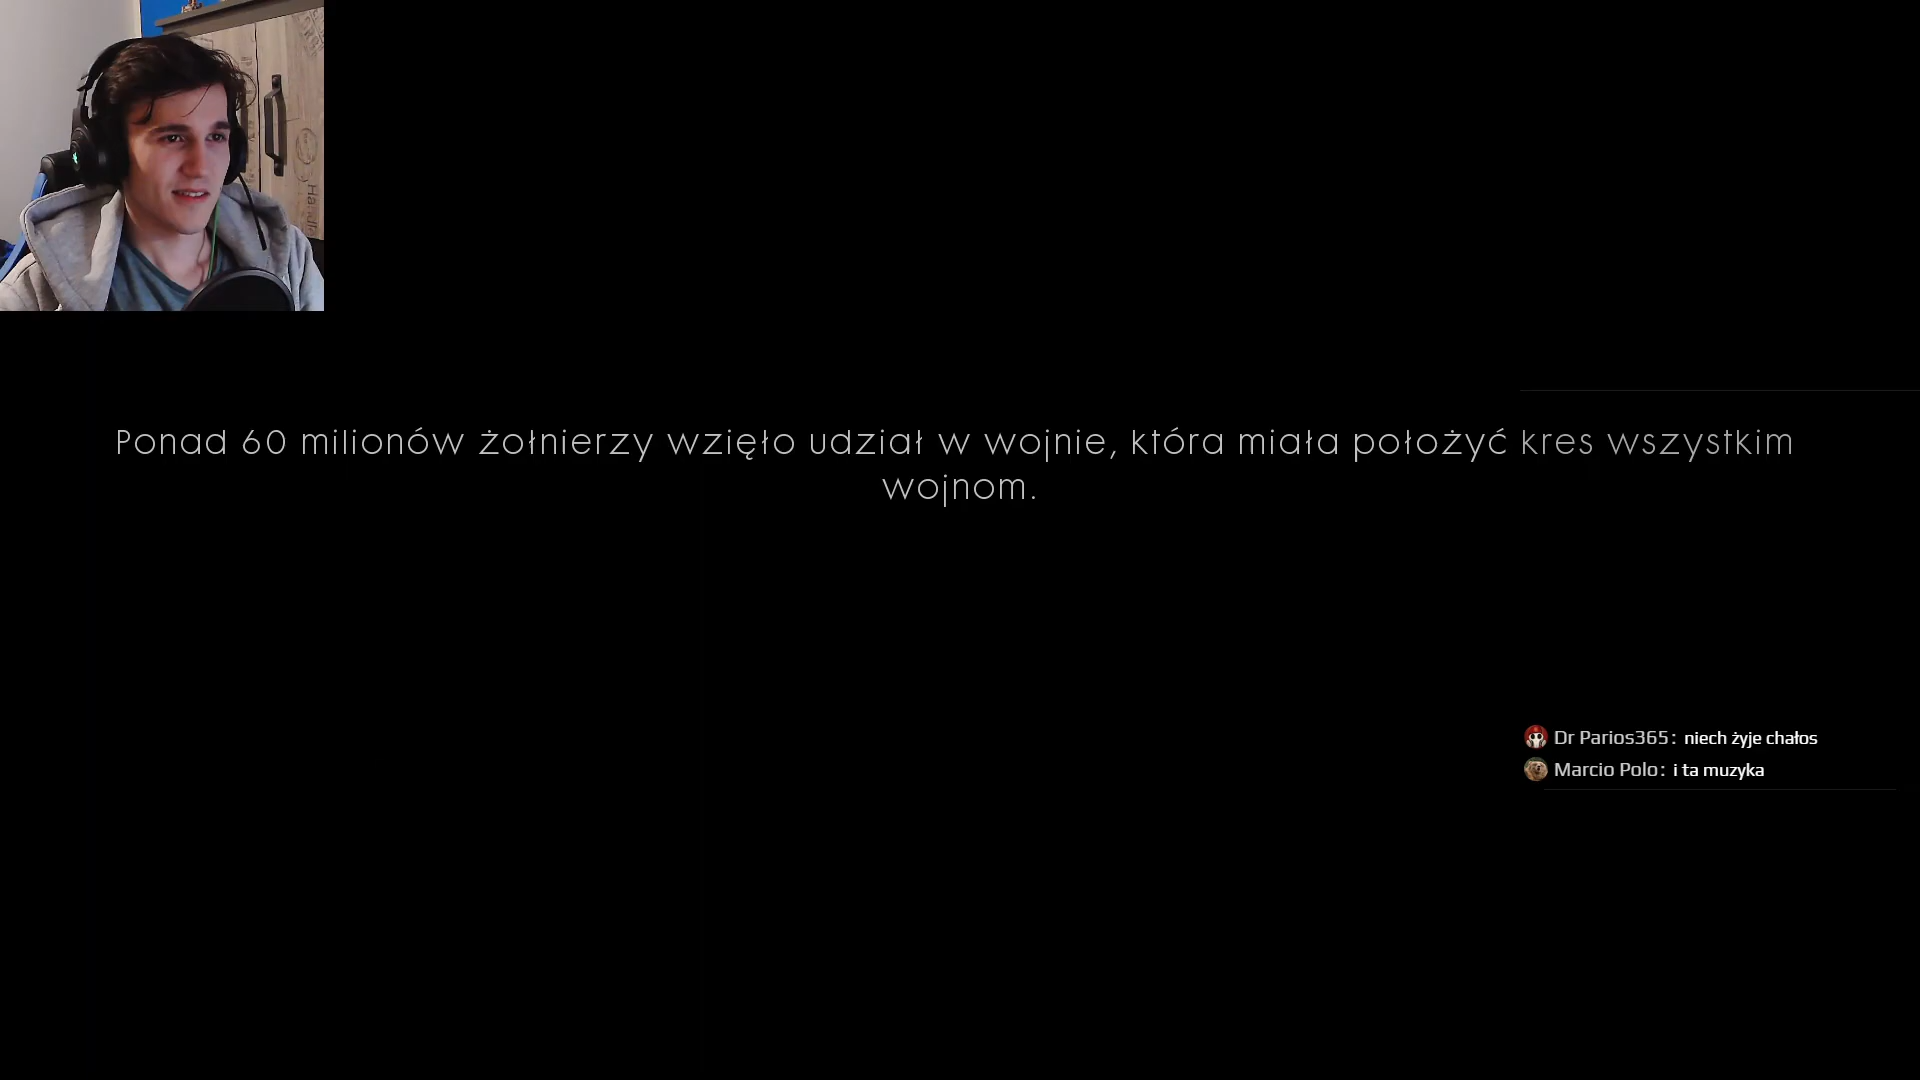 Ponad 60 milionów żołnierzy wzięło udział w wojnie, która miała położyć kres wszystkim
wojnom.
Dr Parios365: niech żyje chałos
Marcio Polo: i ta muzyka